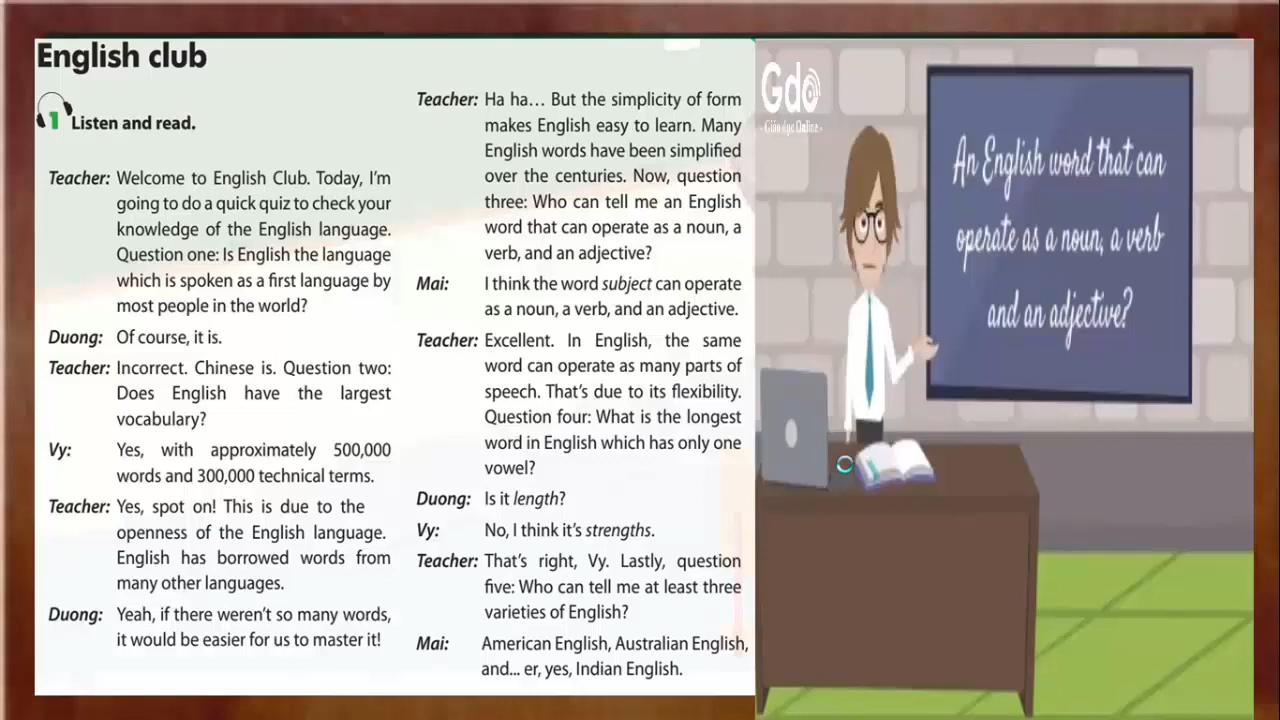 English club
1 Listen and read.
Teacher: Welcome to English Club. Today, I'm
going to do a quick quiz to check your
knowledge of the English language.
Question one: Is English the language
which is spoken as a first language by
most people in the world?
Duong: Of course, it is.
Teacher: Incorrect. Chinese is. Question two:
Does English have the largest
vocabulary?
Vy: Yes, with approximately 500,000
words and 300,000 technical terms.
Teacher: Yes, spot on! This is due to the
openness of the English language.
English has borrowed words from
many other languages.
Duong: Yeah, if there weren't so many words,
it would be easier for us to master it!
Teacher: Ha ha... But the simplicity of form
makes English easy to learn. Many
English words have been simplified
over the centuries. Now, question
three: Who can tell me an English
word that can operate as a noun, a
verb, and an adjective?
Mai: I think the word subject can operate
as a noun, a verb, and an adjective.
Teacher: Excellent. In English, the same
word can operate as many parts of
speech. That's due to its flexibility.
Question four: What is the longest
word in English which has only one
vowel?
Duong: Is it length?
Vy: No, I think it's strengths.
Teacher: That's right, Vy. Lastly, question
five: Who can tell me at least three
varieties of English?
Mai: American English, Australian English,
and... er, yes, Indian English.
Gdo
- Giáo dục Online -
An English word that can
operate as a noun, a verb
and an adjective?